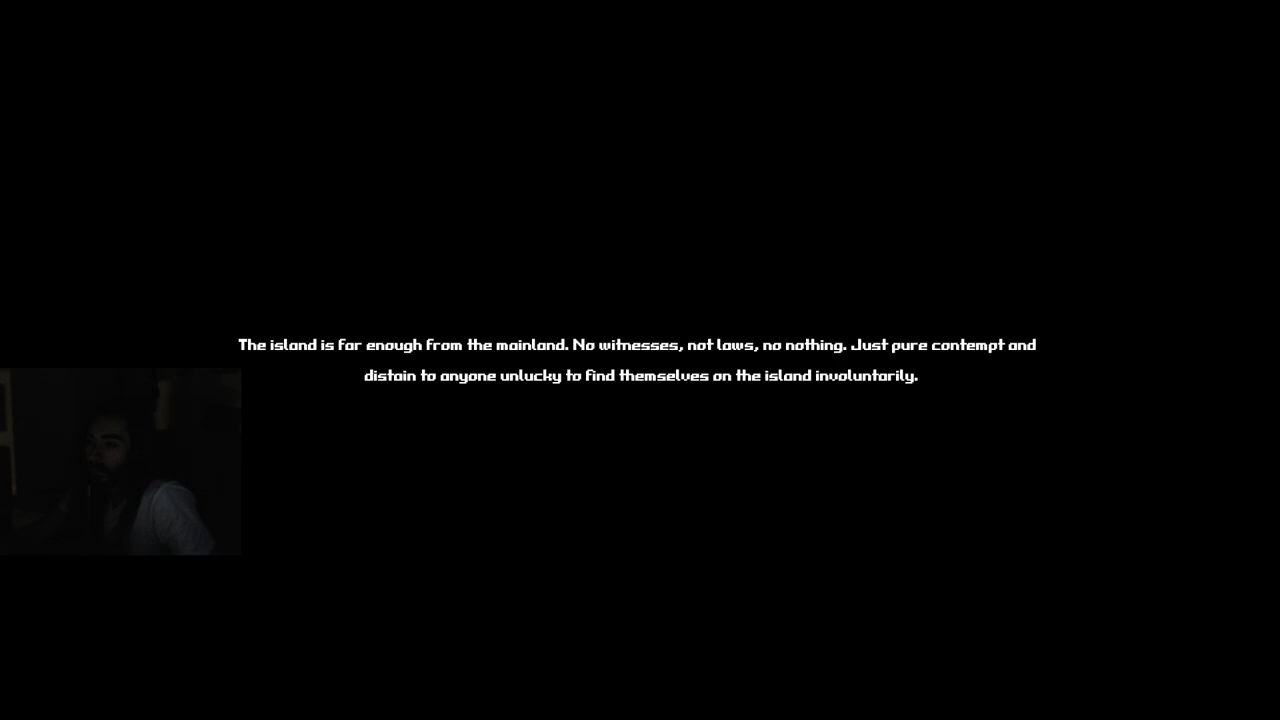 The island is far enough from the mainland. No witnesses, not laws, no nothing. Just pure contempt and
distain to anyone unlucky to find themselves on the island involuntarily.